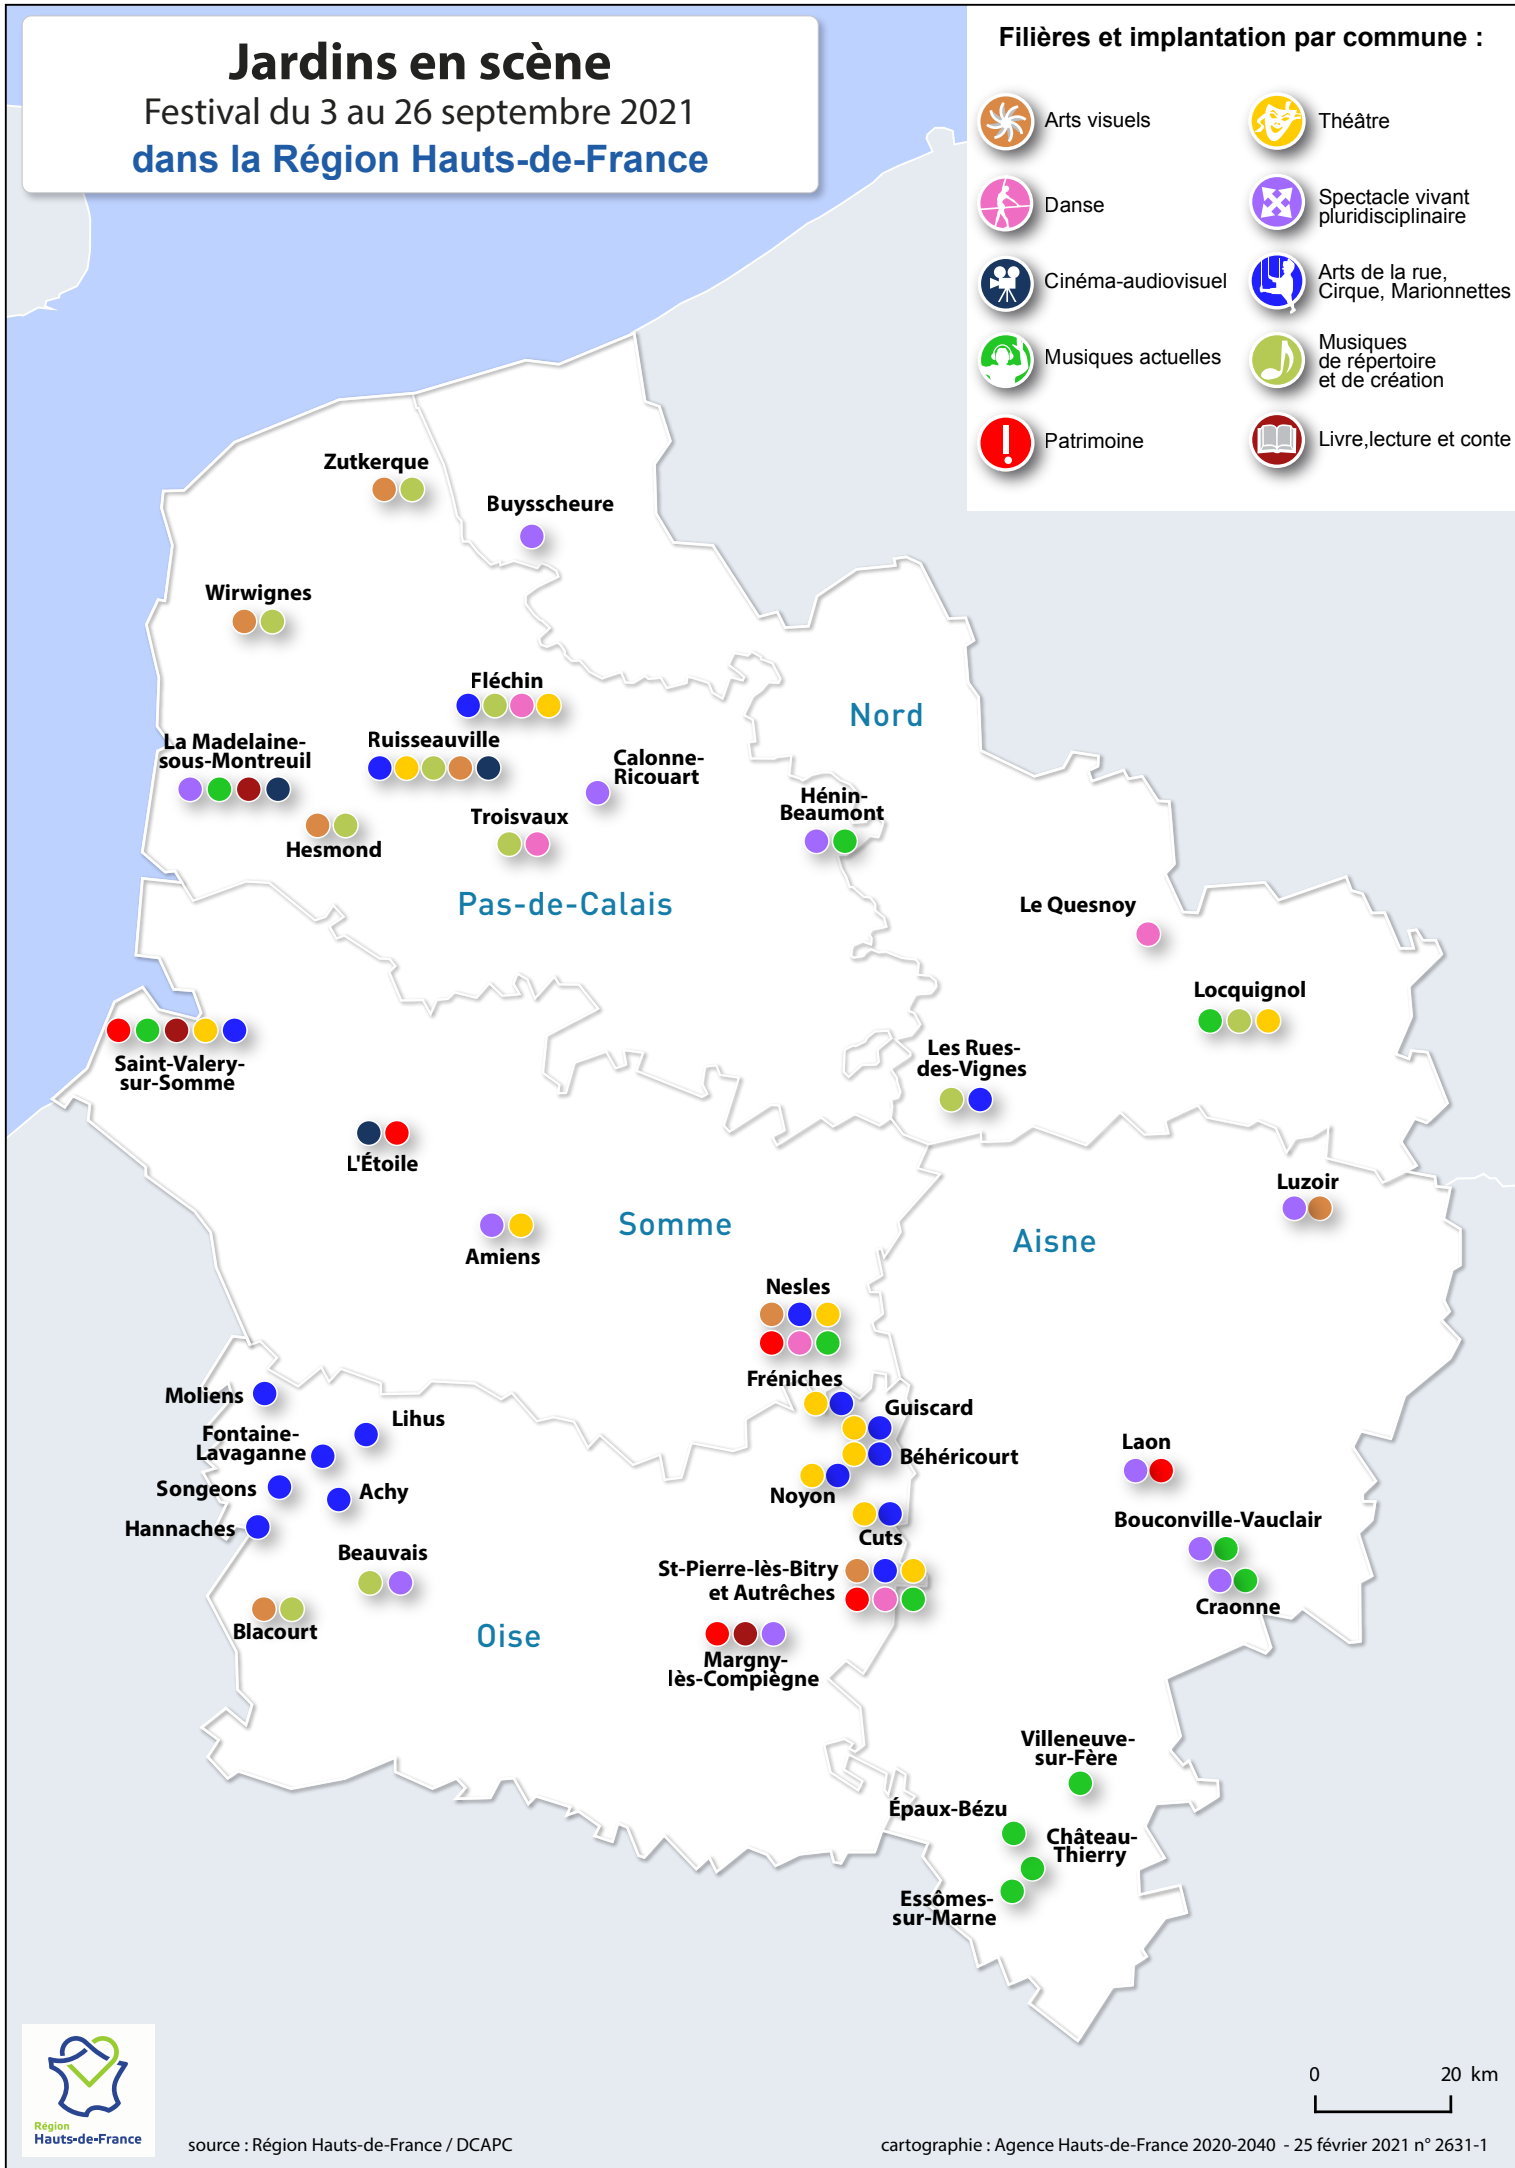 Jardins en scène
Festival du 3 au 26 septembre 2021
dans la Région Hauts-de-France
Filières et implantation par commune :
Arts visuels
Théâtre
Danse
Spectacle vivant
pluridisciplinaire
Cinéma-audiovisuel
Arts de la rue,
Cirque, Marionnettes
Musiques actuelles
Musiques
de répertoire
et de création
Patrimoine
Livre,lecture et conte
Zutkerque
Buysscheure
Wirwignes
Fléchin
Nord
La Madelaine-
sous-Montreuil
Ruisseauville
Calonne-
Ricouart
Hénin-
Beaumont
Troisvaux
Hesmond
Pas-de-Calais
Le Quesnoy
Locquignol
Saint-Valery-
sur-Somme
Les Rues-
des-Vignes
L'Étoile
Luzoir
Somme
Aisne
Amiens
Nesles
Fréniches
Moliens
Guiscard
Lihus
Fontaine-
Lavaganne
Béhéricourt
Laon
Songeons
Achy
Noyon
Hannaches
Cuts
Bouconville-Vauclair
Beauvais
St-Pierre-lès-Bitry
et Autrêches
Craonne
Blacourt
Oise
Margny-
lès-Compiègne
Villeneuve-
sur-Fère
Épaux-Bézu
Château-
Thierry
Essômes-
sur-Marne
0 20 km
Région
Hauts-de-France
source : Région Hauts-de-France / DCAPC
cartographie : Agence Hauts-de-France 2020-2040 - 25 février 2021 n° 2631-1